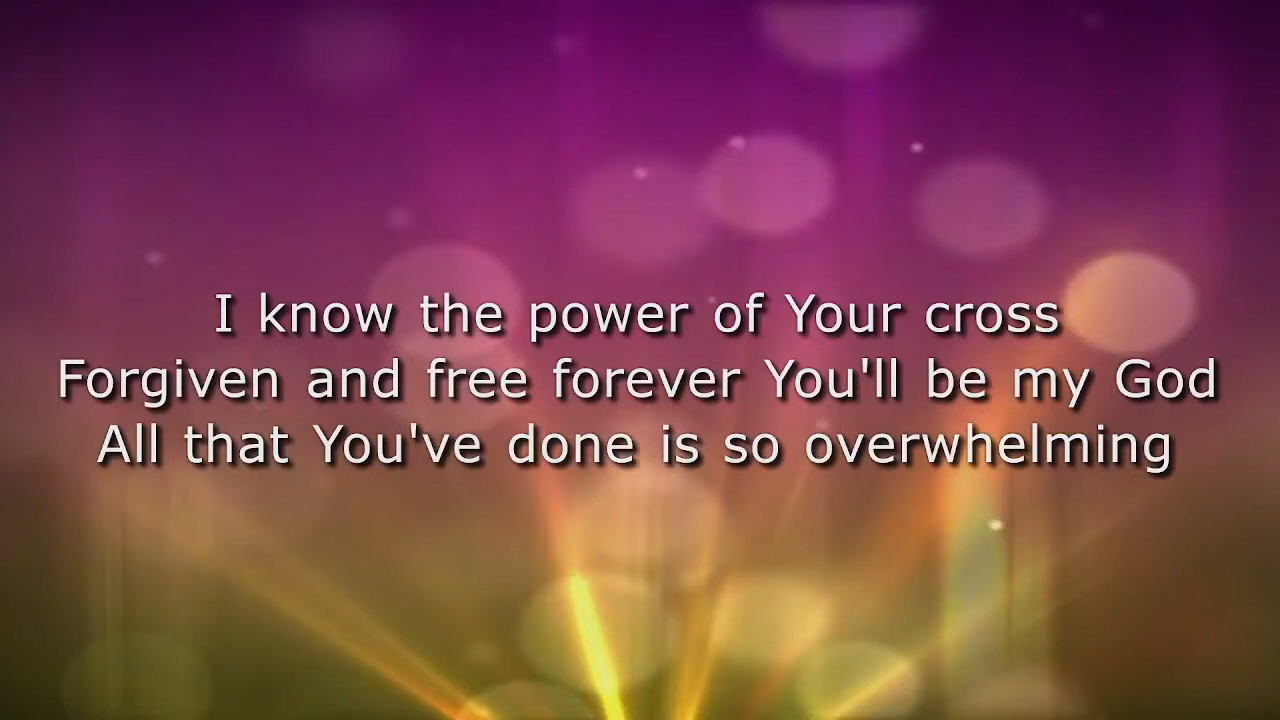 I know the power of Your cross
Forgiven and free forever You'll be my God
All that You've done is so overwhelming